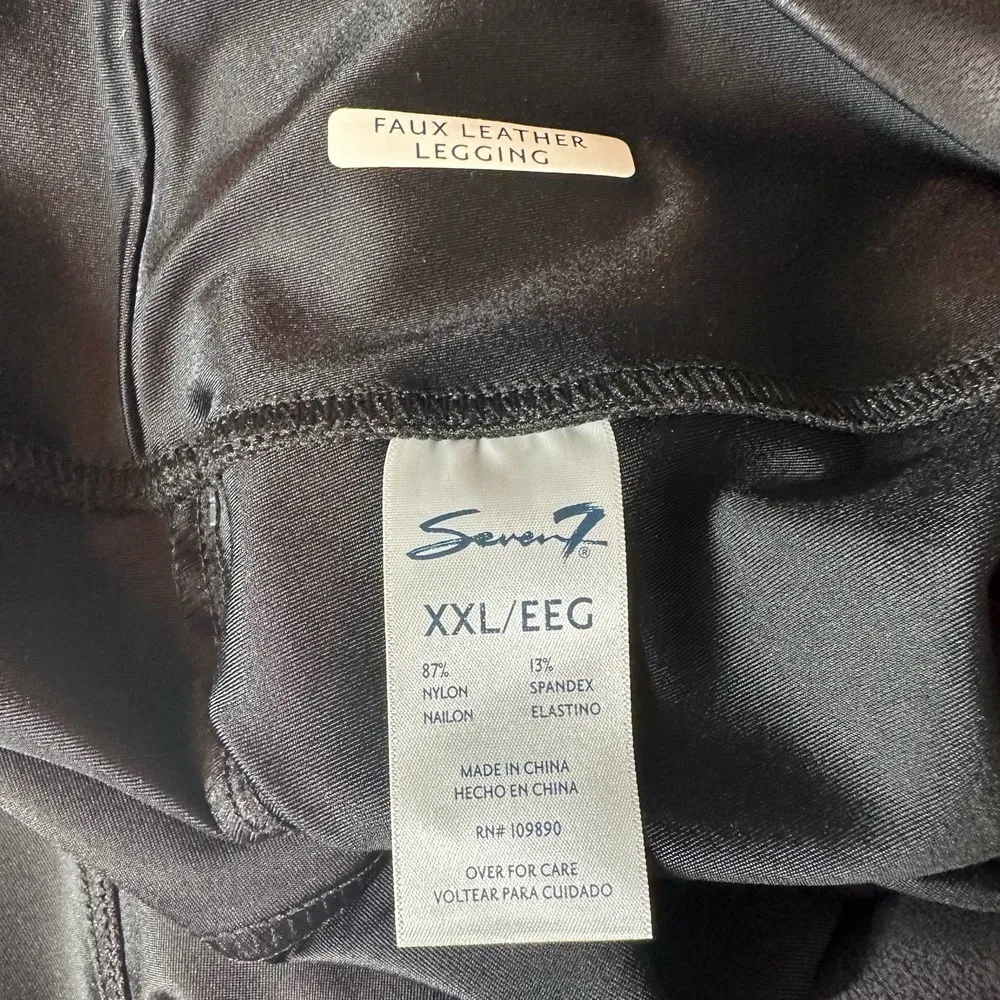 FAUX LEATHER
LEGGING
Seven7®
XXL/EEG
87% 13%
NYLON SPANDEX
NAILON ELASTINO
MADE IN CHINA
HECHO EN CHINA
RN# 109890
OVER FOR CARE
VOLTEAR PARA CUIDADO